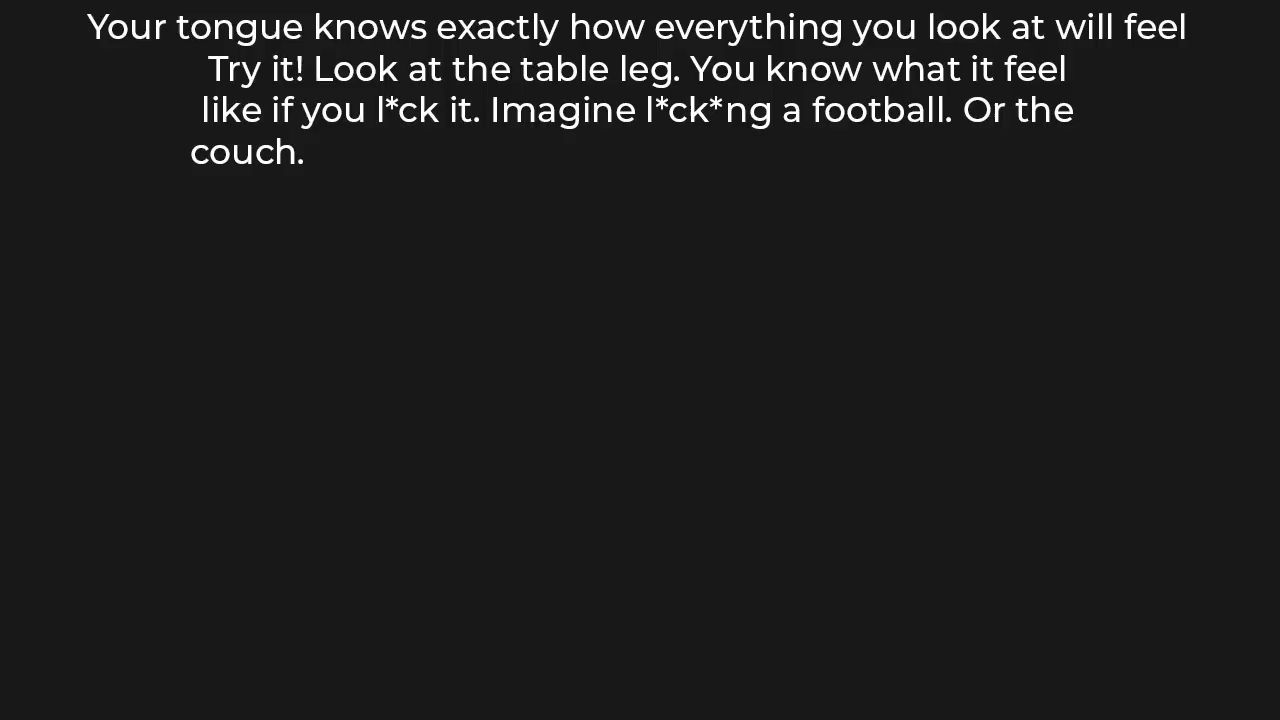 Your tongue knows exactly how everything you look at will feel
Try it! Look at the table leg. You know what it feel
like if you l*ck it. Imagine l*ck*ng a football. Or the
couch.